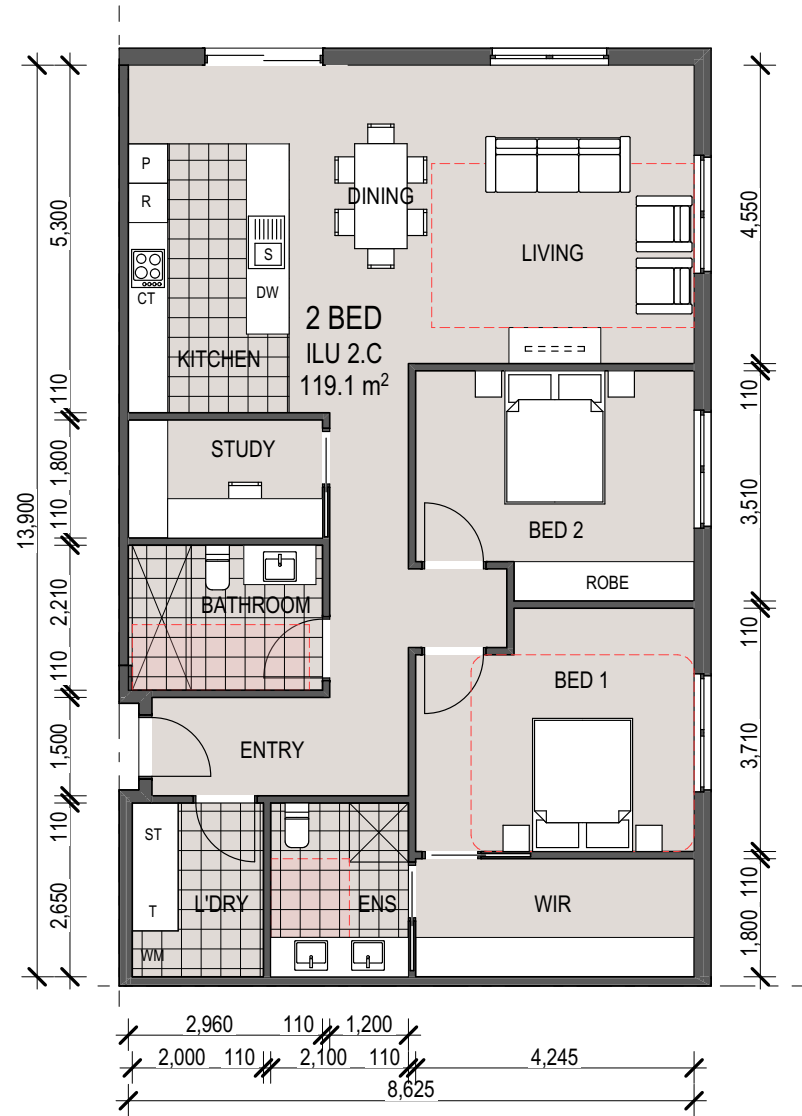 P
R
CT
S
DW
KITCHEN
DINING
LIVING
2 BED
ILU 2.C
119.1 m²
STUDY
BED 2
ROBE
BATHROOM
BED 1
ENTRY
ST
T
WM
L'DRY
ENS
WIR
13,900
5,300
110
1,800
110
2,210
110
1,500
110
2,650
4,550
110
3,510
110
3,710
110
1,800
2,960 110 1,200
2,000 110 2,100 110 4,245
8,625